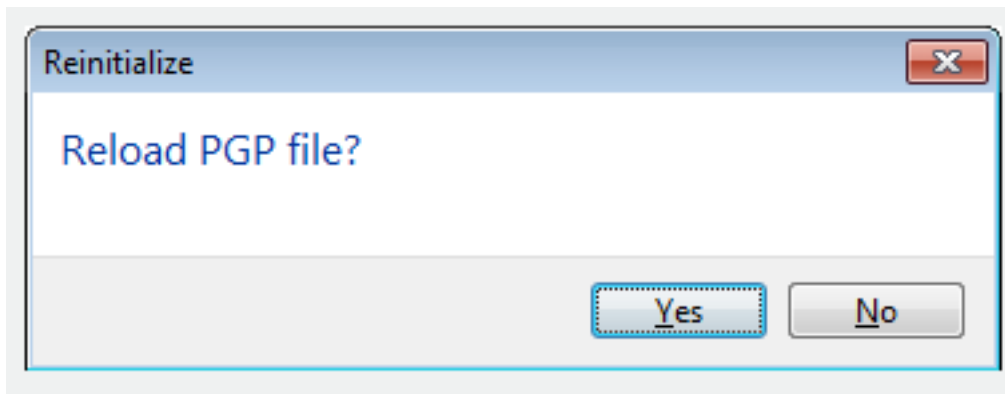 Reinitialize
Reload PGP file?
Yes No